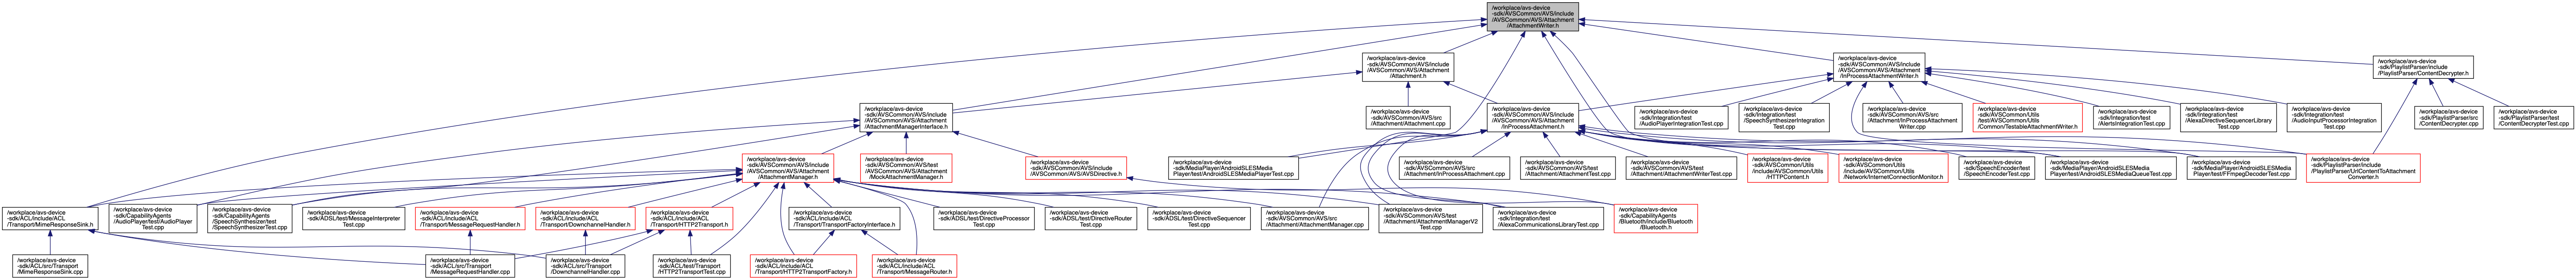 /workplace/avs-device
-sdk/AVSCommon/AVS/include
/AVSCommon/AVS/Attachment
/AttachmentWriter.h
/workplace/avs-device
-sdk/AVSCommon/AVS/include
/AVSCommon/AVS/Attachment
/Attachment.h
/workplace/avs-device
-sdk/AVSCommon/AVS/include
/AVSCommon/AVS/Attachment
/InProcessAttachmentWriter.h
/workplace/avs-device
-sdk/PlaylistParser/include
/PlaylistParser/ContentDecrypter.h
/workplace/avs-device
-sdk/AVSCommon/AVS/include
/AVSCommon/AVS/Attachment
/AttachmentManagerInterface.h
/workplace/avs-device
-sdk/AVSCommon/AVS/src
/Attachment/Attachment.cpp
/workplace/avs-device
-sdk/AVSCommon/AVS/include
/AVSCommon/AVS/Attachment
/InProcessAttachment.h
/workplace/avs-device
-sdk/Integration/test
/AudioPlayerIntegrationTest.cpp
/workplace/avs-device
-sdk/Integration/test
/SpeechSynthesizerIntegration
Test.cpp
/workplace/avs-device
-sdk/AVSCommon/AVS/src
/Attachment/InProcessAttachment
Writer.cpp
/workplace/avs-device
-sdk/AVSCommon/Utils
/test/AVSCommon/Utils
/Common/TestableAttachmentWriter.h
/workplace/avs-device
-sdk/Integration/test
/AlertsIntegrationTest.cpp
/workplace/avs-device
-sdk/Integration/test
/AlexaDirectiveSequencerLibrary
Test.cpp
/workplace/avs-device
-sdk/Integration/test
/AudioInputProcessorIntegration
Test.cpp
/workplace/avs-device
-sdk/PlaylistParser/src
/ContentDecrypter.cpp
/workplace/avs-device
-sdk/PlaylistParser/test
/ContentDecrypterTest.cpp
/workplace/avs-device
-sdk/AVSCommon/AVS/include
/AVSCommon/AVS/Attachment
/AttachmentManager.h
/workplace/avs-device
-sdk/AVSCommon/AVS/test
/AVSCommon/AVS/Attachment
/MockAttachmentManager.h
/workplace/avs-device
-sdk/AVSCommon/AVS/include
/AVSCommon/AVS/AVSDirective.h
/workplace/avs-device
-sdk/MediaPlayer/AndroidSLESMedia
Player/test/AndroidSLESMediaPlayerTest.cpp
/workplace/avs-device
-sdk/AVSCommon/AVS/src
/Attachment/InProcessAttachment.cpp
/workplace/avs-device
-sdk/AVSCommon/AVS/test
/Attachment/AttachmentTest.cpp
/workplace/avs-device
-sdk/AVSCommon/AVS/test
/Attachment/AttachmentWriterTest.cpp
/workplace/avs-device
-sdk/AVSCommon/Utils
/include/AVSCommon/Utils
/HTTPContent.h
/workplace/avs-device
-sdk/AVSCommon/Utils
/include/AVSCommon/Utils
/Network/InternetConnectionMonitor.h
/workplace/avs-device
-sdk/SpeechEncoder/test
/SpeechEncoderTest.cpp
/workplace/avs-device
-sdk/MediaPlayer/AndroidSLESMedia
Player/test/AndroidSLESMediaQueueTest.cpp
/workplace/avs-device
-sdk/MediaPlayer/AndroidSLESMedia
Player/test/FFmpegDecoderTest.cpp
/workplace/avs-device
-sdk/PlaylistParser/include
/PlaylistParser/UrlContentToAttachment
Converter.h
/workplace/avs-device
-sdk/ACL/include/ACL
/Transport/MimeResponseSink.h
/workplace/avs-device
-sdk/CapabilityAgents
/AudioPlayer/test/AudioPlayer
Test.cpp
/workplace/avs-device
-sdk/CapabilityAgents
/SpeechSynthesizer/test
/SpeechSynthesizerTest.cpp
/workplace/avs-device
-sdk/ADSL/test/MessageInterpreter
Test.cpp
/workplace/avs-device
-sdk/ACL/include/ACL
/Transport/MessageRequestHandler.h
/workplace/avs-device
-sdk/ACL/include/ACL
/Transport/DownchannelHandler.h
/workplace/avs-device
-sdk/ACL/include/ACL
/Transport/HTTP2Transport.h
/workplace/avs-device
-sdk/ACL/include/ACL
/Transport/TransportFactoryInterface.h
/workplace/avs-device
-sdk/ADSL/test/DirectiveProcessor
Test.cpp
/workplace/avs-device
-sdk/ADSL/test/DirectiveRouter
Test.cpp
/workplace/avs-device
-sdk/ADSL/test/DirectiveSequencer
Test.cpp
/workplace/avs-device
-sdk/AVSCommon/AVS/src
/Attachment/AttachmentManager.cpp
/workplace/avs-device
-sdk/AVSCommon/AVS/test
/Attachment/AttachmentManagerV2
Test.cpp
/workplace/avs-device
-sdk/Integration/test
/AlexaCommunicationsLibraryTest.cpp
/workplace/avs-device
-sdk/CapabilityAgents
/Bluetooth/include/Bluetooth
/Bluetooth.h
/workplace/avs-device
-sdk/ACL/src/Transport
/MimeResponseSink.cpp
/workplace/avs-device
-sdk/ACL/src/Transport
/MessageRequestHandler.cpp
/workplace/avs-device
-sdk/ACL/src/Transport
/DownchannelHandler.cpp
/workplace/avs-device
-sdk/ACL/test/Transport
/HTTP2TransportTest.cpp
/workplace/avs-device
-sdk/ACL/include/ACL
/Transport/HTTP2TransportFactory.h
/workplace/avs-device
-sdk/ACL/include/ACL
/Transport/MessageRouter.h